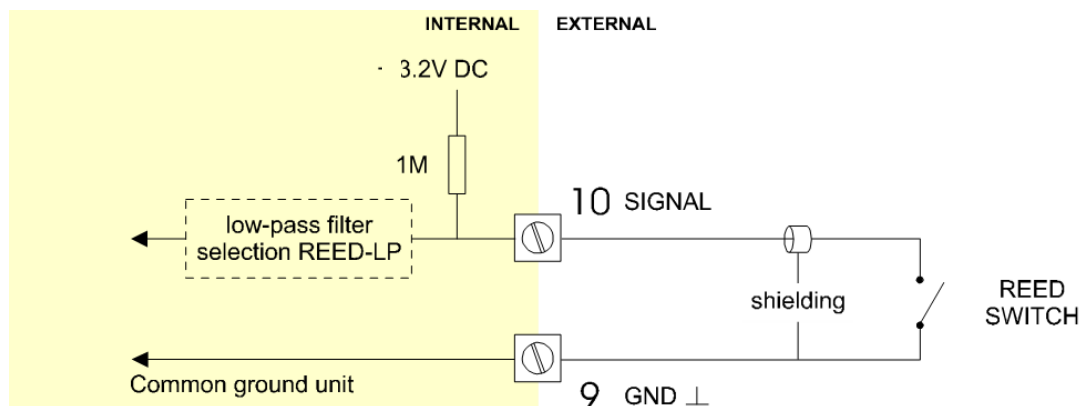 INTERNAL EXTERNAL
- 3.2V DC
1M
10 SIGNAL
low-pass filter
selection REED-LP
shielding
REED
SWITCH
Common ground unit
9 GND ⊥